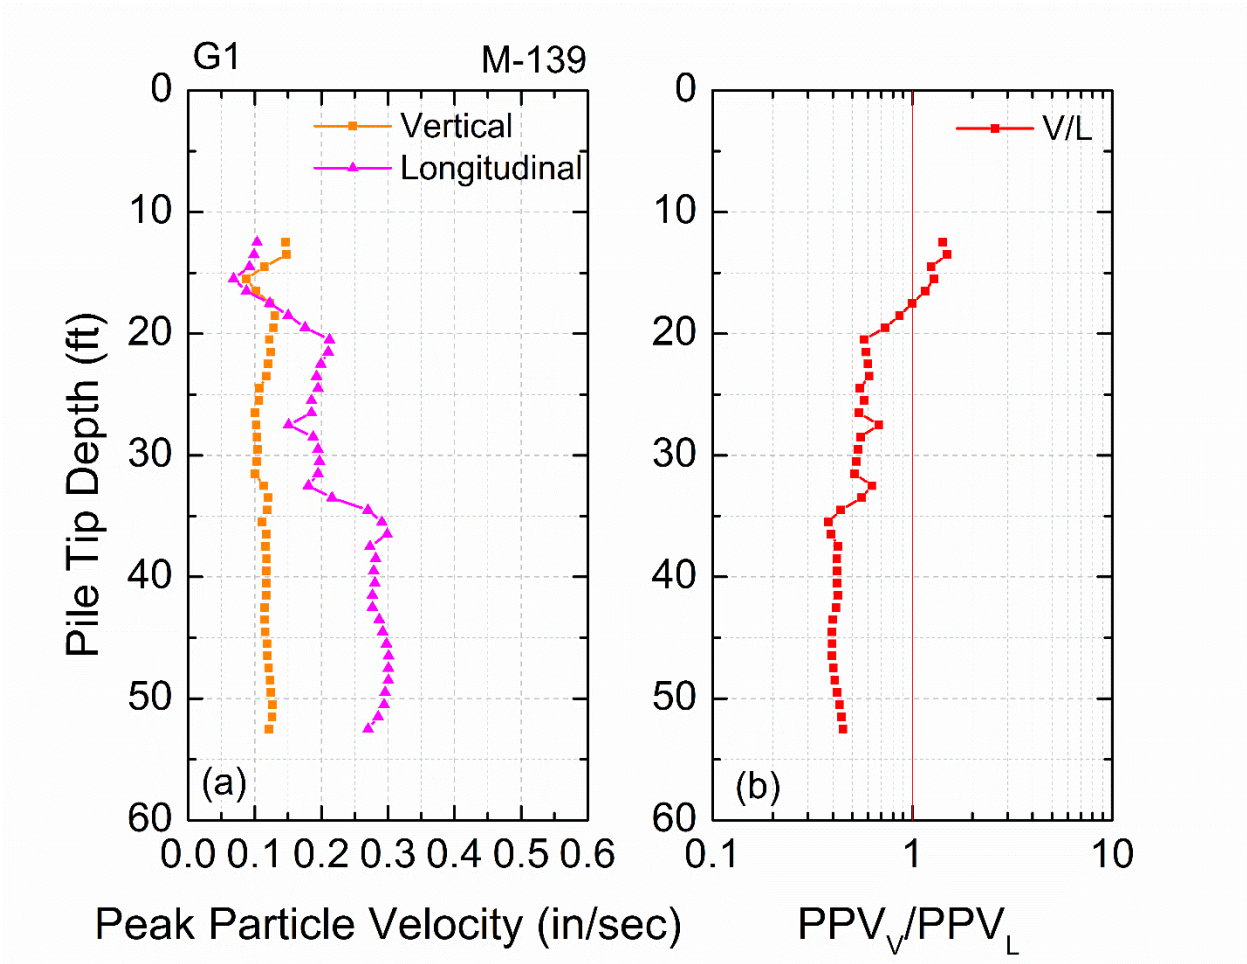 G1 M-139
Vertical
Longitudinal
0
10
20
30
40
50
60
Pile Tip Depth (ft)
(a)
0.0 0.1 0.2 0.3 0.4 0.5 0.6
Peak Particle Velocity (in/sec)
V/L
0
10
20
30
40
50
60
(b)
0.1 1 10
PPV_V/PPV_L